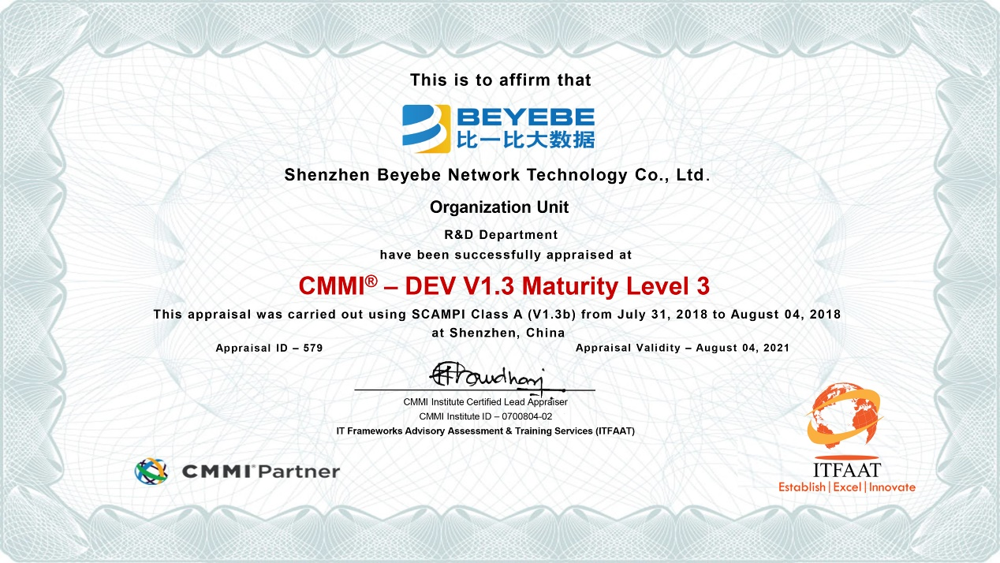 This is to affirm that
BEYEBE
比一比大数据
Shenzhen Beyebe Network Technology Co., Ltd.
Organization Unit
R&D Department
have been successfully appraised at
CMMI® – DEV V1.3 Maturity Level 3
This appraisal was carried out using SCAMPI Class A (V1.3b) from July 31, 2018 to August 04, 2018
at Shenzhen, China
Appraisal ID – 579
Appraisal Validity – August 04, 2021
CMMI Institute Certified Lead Appraiser
CMMI Institute ID – 0700804-02
IT Frameworks Advisory Assessment & Training Services (ITFAAT)
CMMI® Partner
ITFAAT
Establish|Excel|Innovate